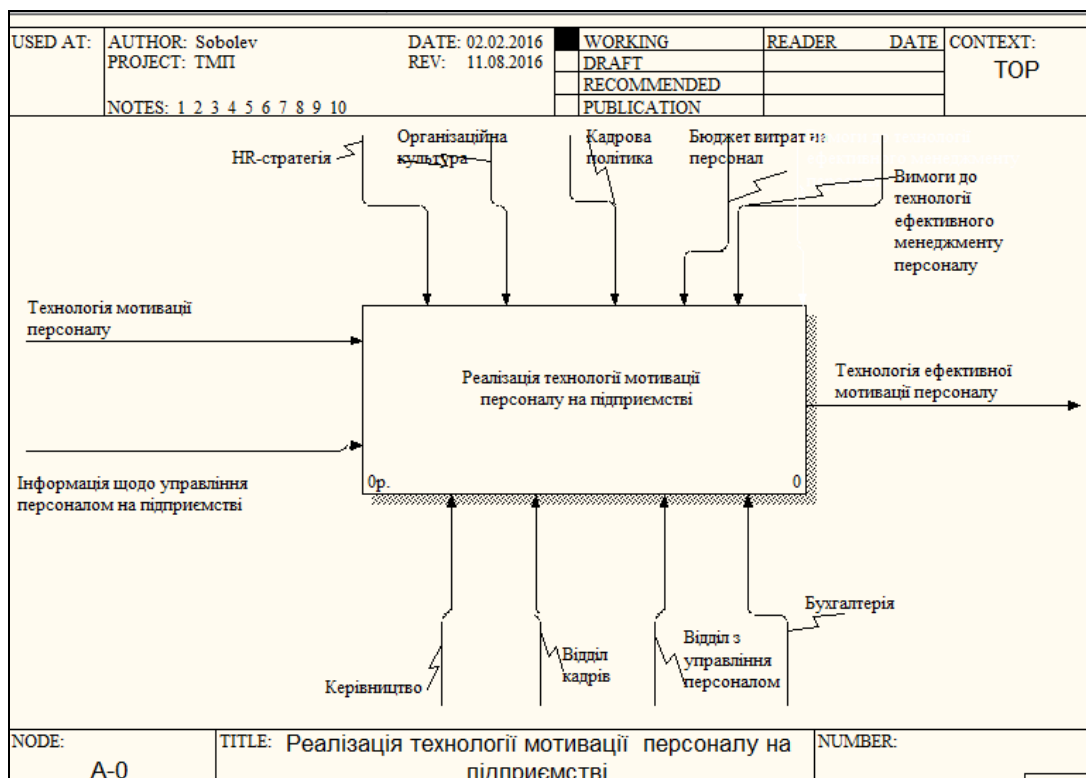 USED AT:
AUTHOR: Sobolev
DATE: 02.02.2016
PROJECT: ТМП
REV: 11.08.2016
NOTES: 1 2 3 4 5 6 7 8 9 10
WORKING
DRAFT
RECOMMENDED
PUBLICATION
READER
DATE
CONTEXT:
TOP
HR-стратегія
Організаційна
культура
Кадрова
політика
Бюджет витрат на
персонал
Вимоги до
технології
ефективного
менеджменту
персоналу
Технологія мотивації
персоналу
Реалізація технології мотивації
персоналу на підприємстві
Технологія ефективної
мотивації персоналу
Інформація щодо управління
персоналом на підприємстві
0р.
0
Керівництво
Відділ
кадрів
Відділ з
управління
персоналом
Бухгалтерія
NODE:
A-0
TITLE:
Реалізація технології мотивації персоналу на
підприємстві
NUMBER: